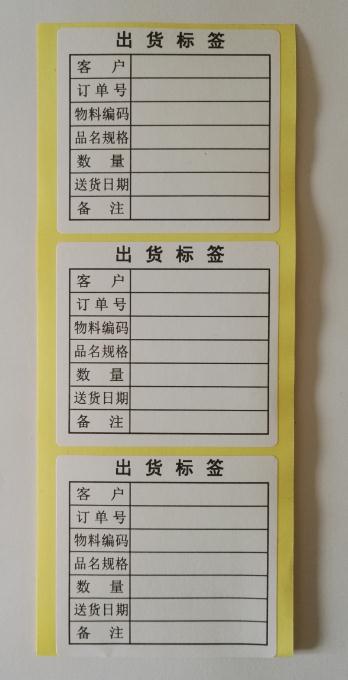 出货标签
客户
订单号
物料编码
品名规格
数量
送货日期
备注
出货标签
客户
订单号
物料编码
品名规格
数量
送货日期
备注
出货标签
客户
订单号
物料编码
品名规格
数量
送货日期
备注